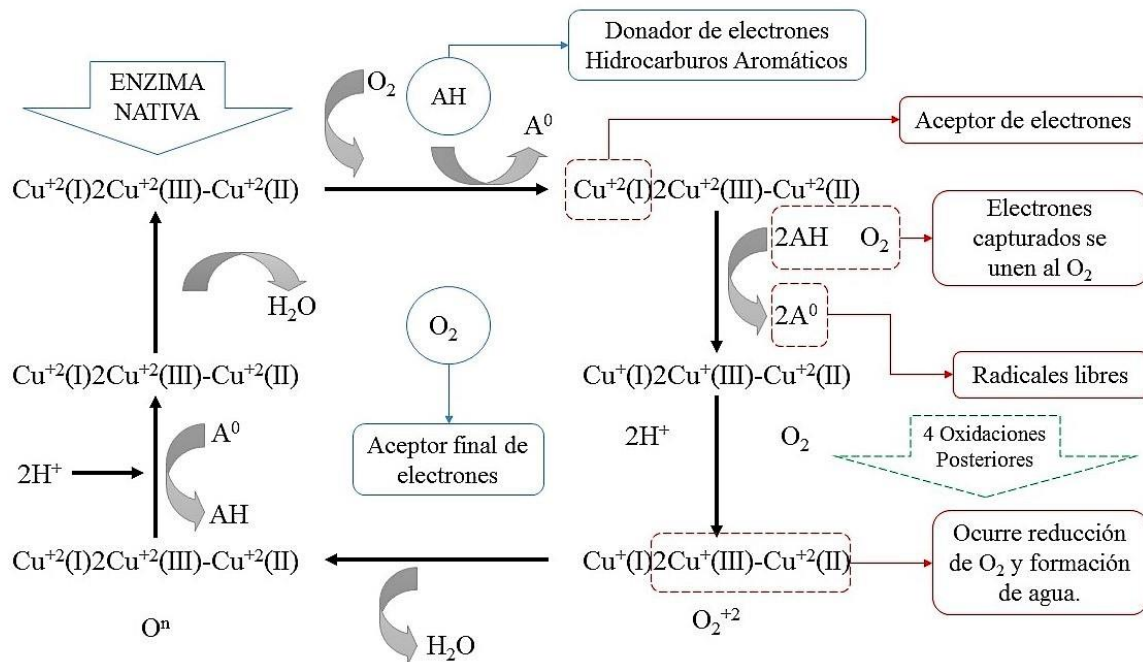 ENZIMA
NATIVA
O₂
AH
Donador de electrones
Hidrocarburos Aromáticos
A⁰
Aceptor de electrones
Cu⁺²(I)2Cu⁺²(III)-Cu⁺²(II)
Cu⁺²(I)2Cu⁺²(III)-Cu⁺²(II)
2AH O₂
Electrones
capturados se
unen al O₂
H₂O
O₂
2A⁰
Radicales libres
Cu⁺²(I)2Cu⁺²(III)-Cu⁺²(II)
Cu⁺(I)2Cu⁺(III)-Cu⁺²(II)
A⁰
2H⁺
AH
Aceptor final de
electrones
2H⁺
O₂
4 Oxidaciones
Posteriores
Cu⁺²(I)2Cu⁺²(III)-Cu⁺²(II)
Cu⁺(I)2Cu⁺(III)-Cu⁺²(II)
Ocurre reducción
de O₂ y formación
de agua.
Oⁿ
H₂O
O₂⁺²